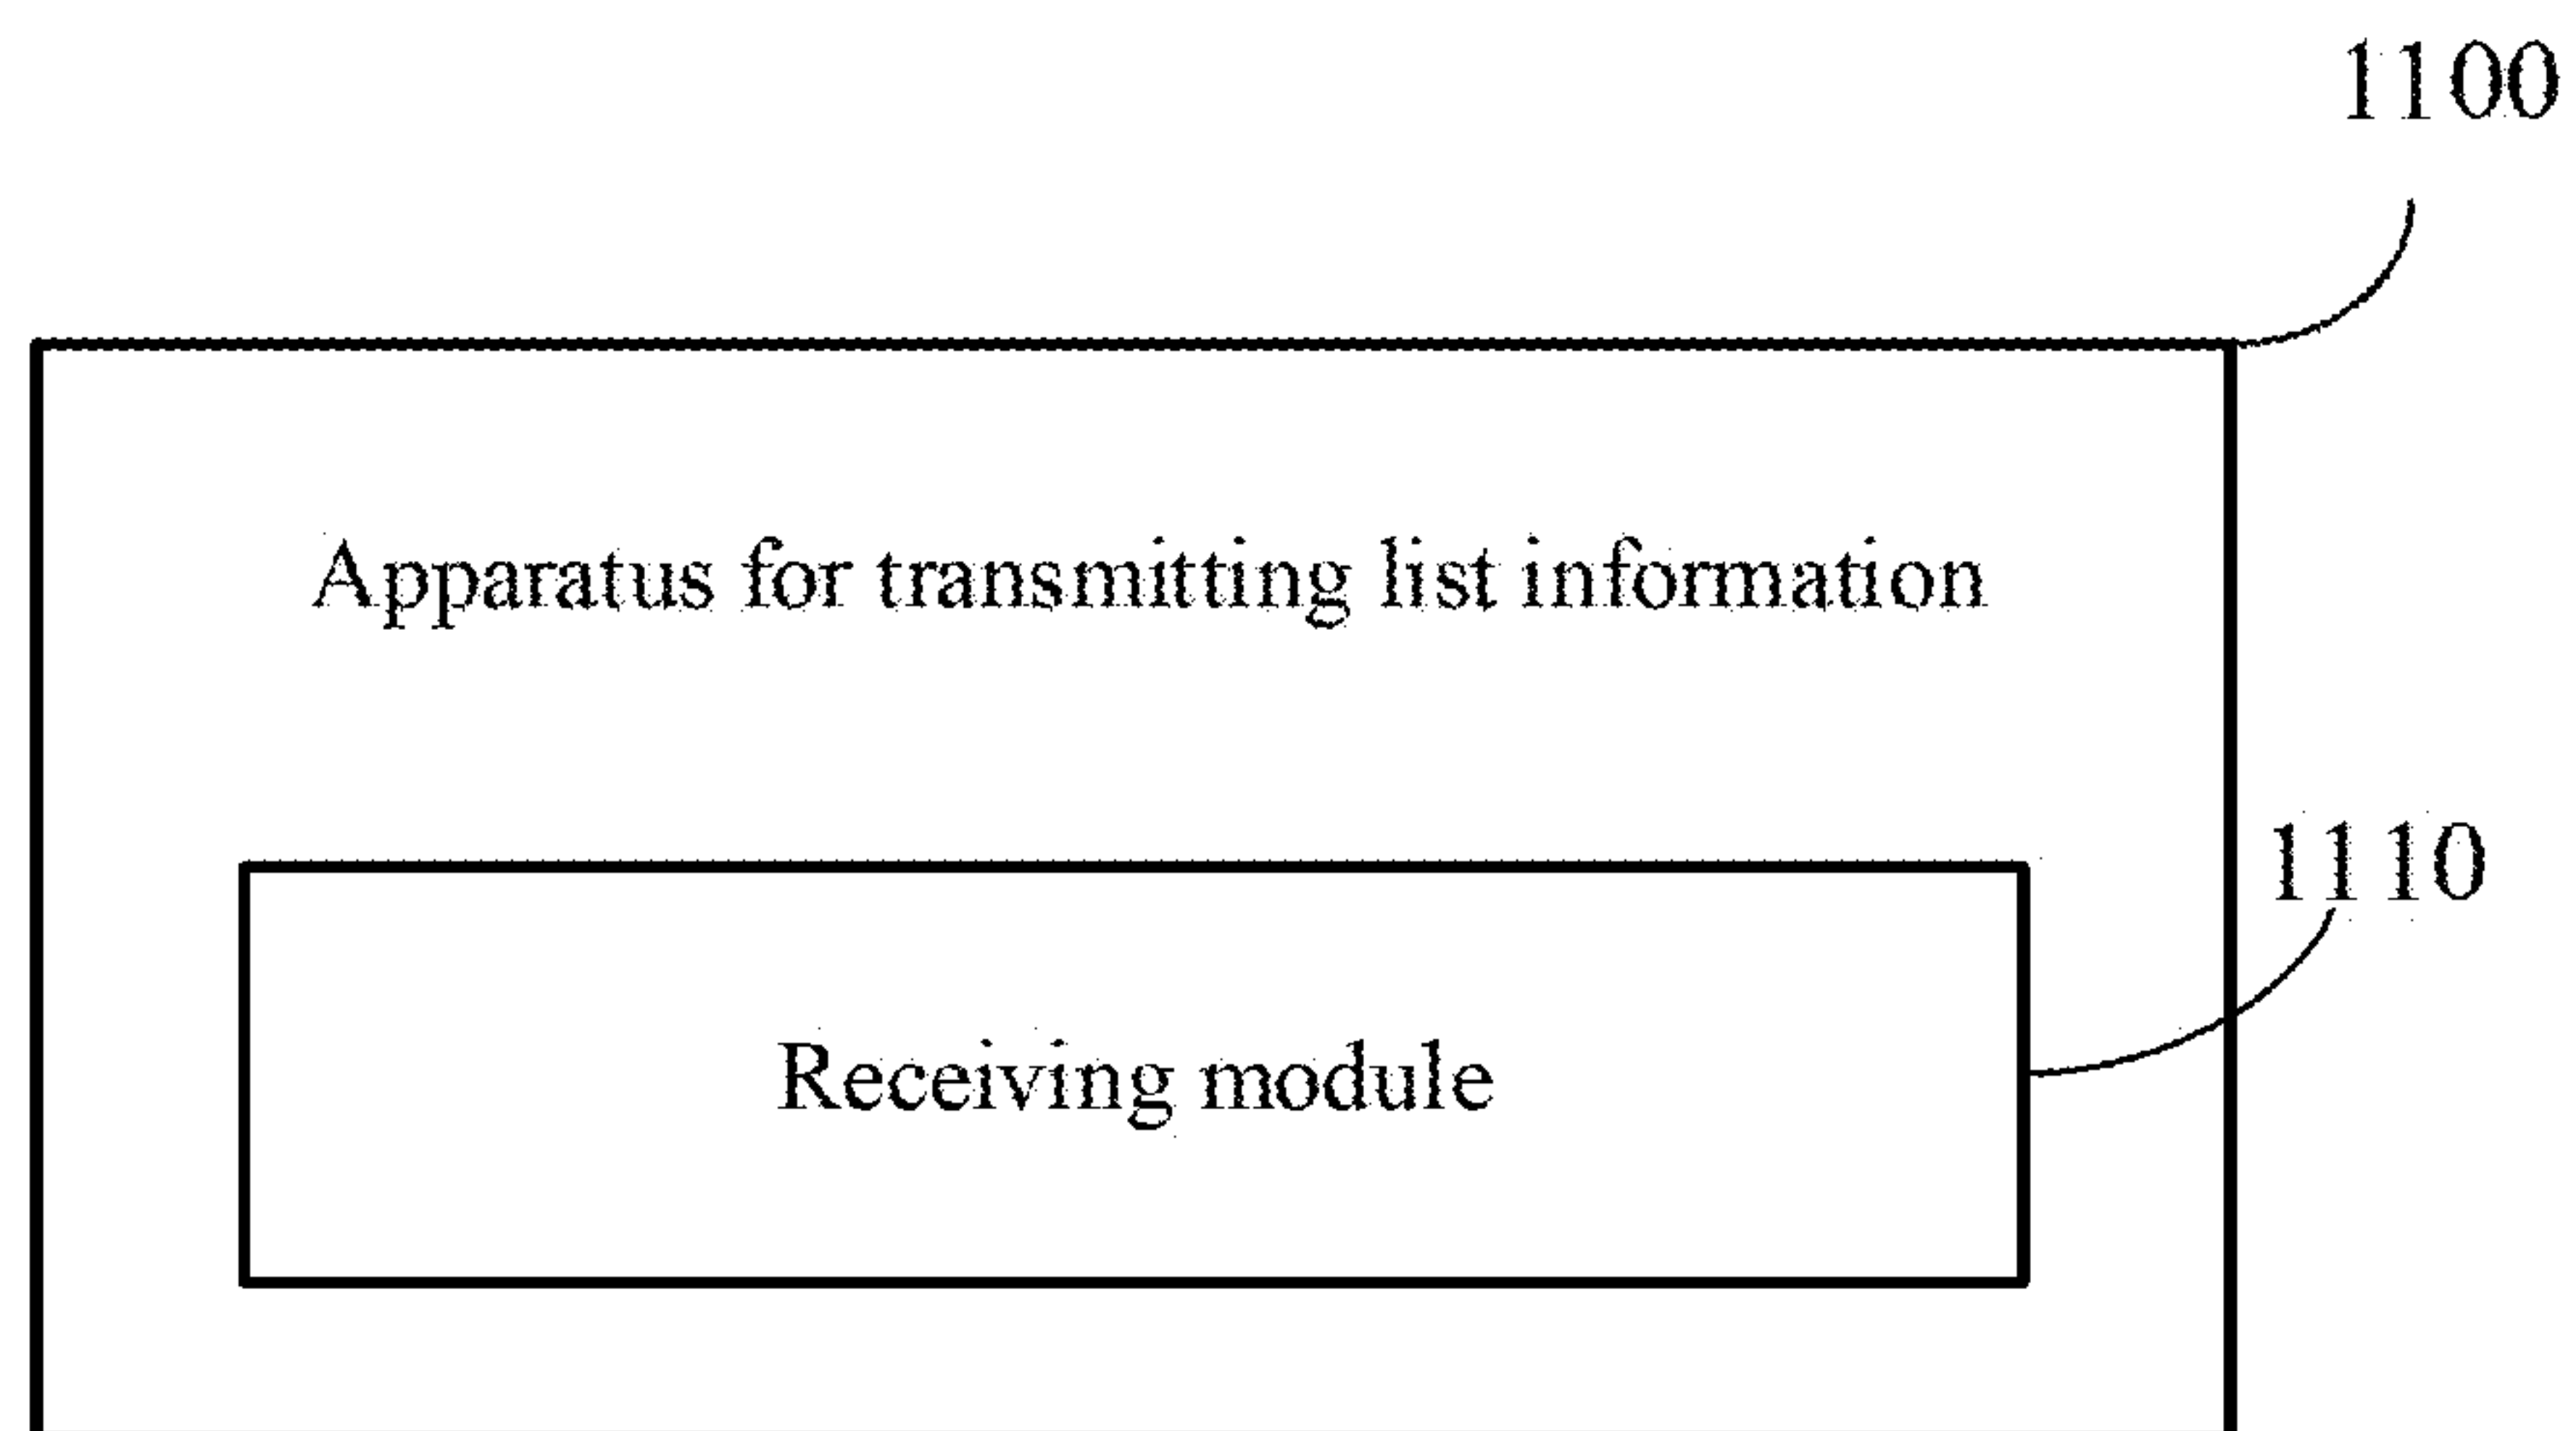 1100
Apparatus for transmitting list information
1110
Receiving module